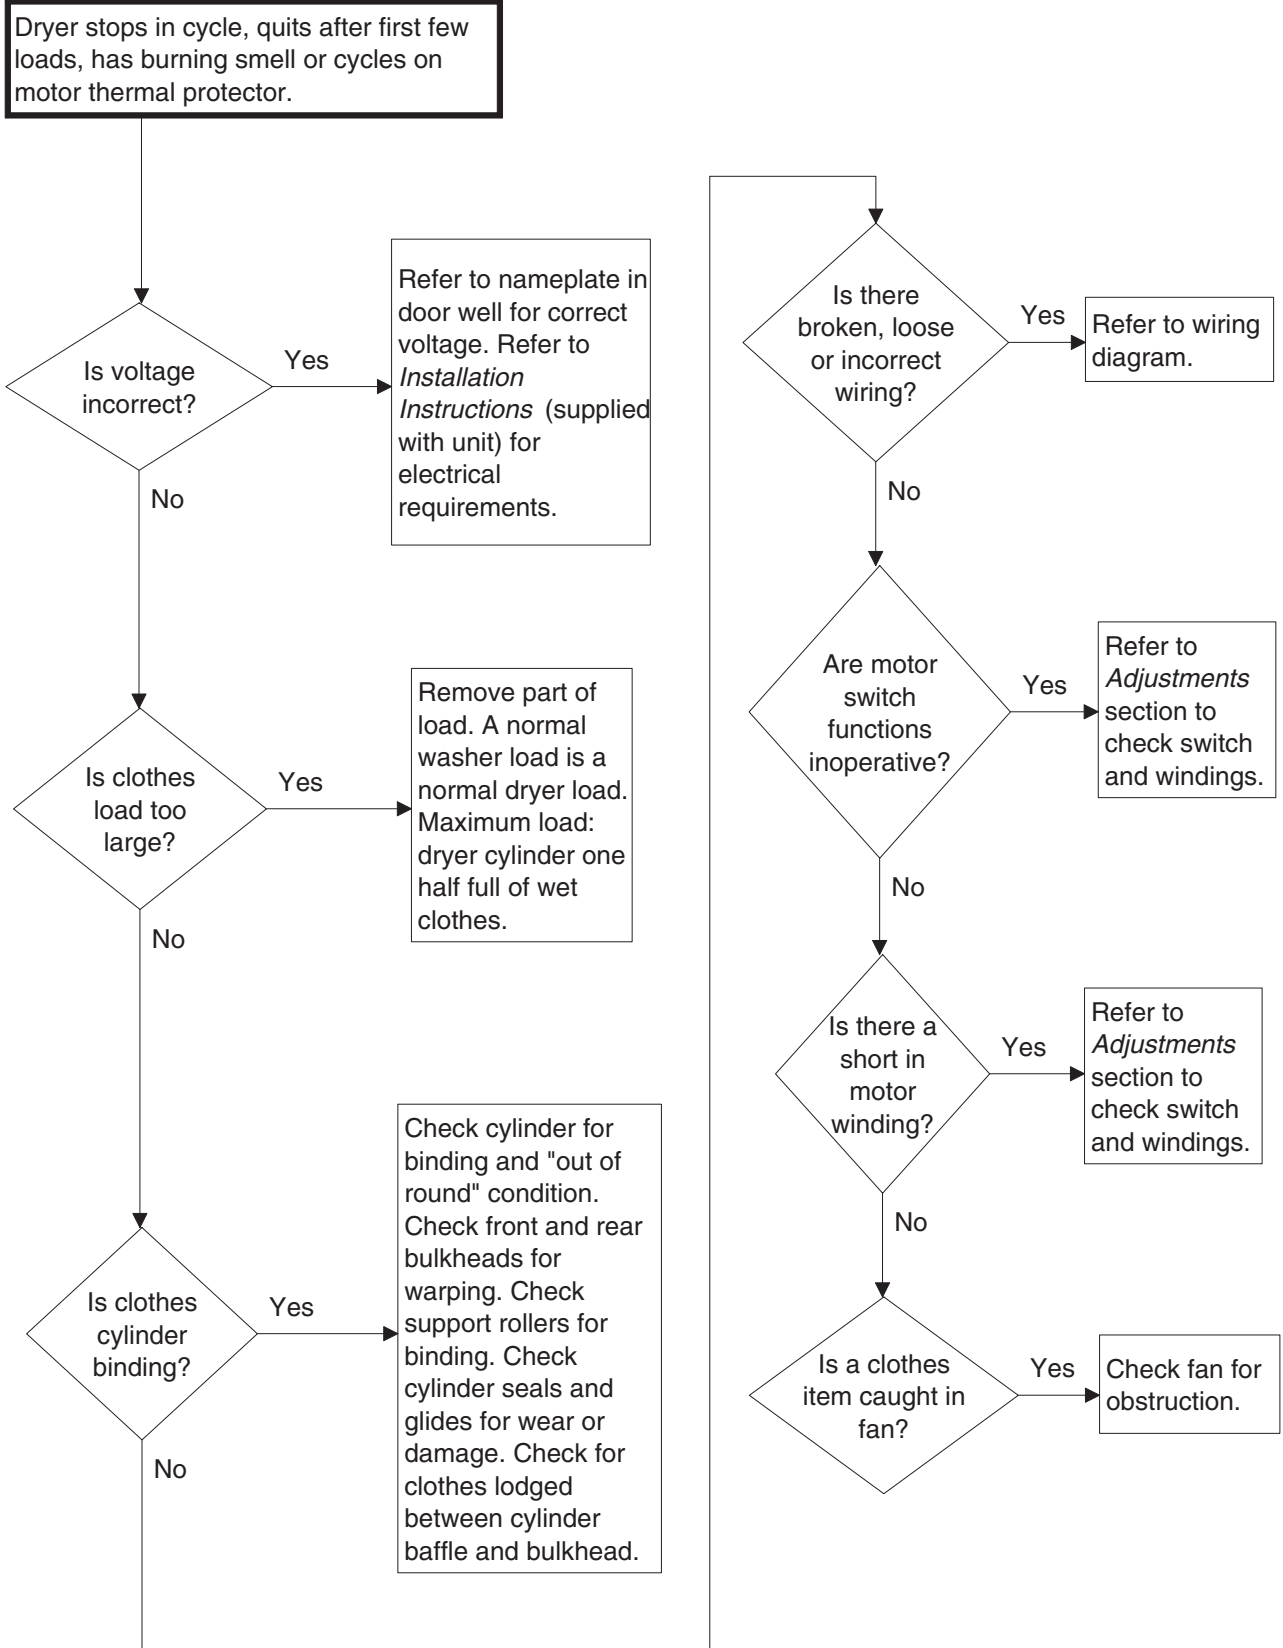 Dryer stops in cycle, quits after first few
loads, has burning smell or cycles on
motor thermal protector.
Is voltage
incorrect?
Yes
Refer to nameplate in
door well for correct
voltage. Refer to
Installation
Instructions (supplied
with unit) for
electrical
requirements.
No
Is clothes
load too
large?
Yes
Remove part of
load. A normal
washer load is a
normal dryer load.
Maximum load:
dryer cylinder one
half full of wet
clothes.
No
Is clothes
cylinder
binding?
Yes
Check cylinder for
binding and "out of
round" condition.
Check front and rear
bulkheads for
warping. Check
support rollers for
binding. Check
cylinder seals and
glides for wear or
damage. Check for
clothes lodged
between cylinder
baffle and bulkhead.
No
Is there
broken, loose
or incorrect
wiring?
Yes
Refer to wiring
diagram.
No
Are motor
switch
functions
inoperative?
Yes
Refer to
Adjustments
section to
check switch
and windings.
No
Is there a
short in
motor
winding?
Yes
Refer to
Adjustments
section to
check switch
and windings.
No
Is a clothes
item caught in
fan?
Yes
Check fan for
obstruction.